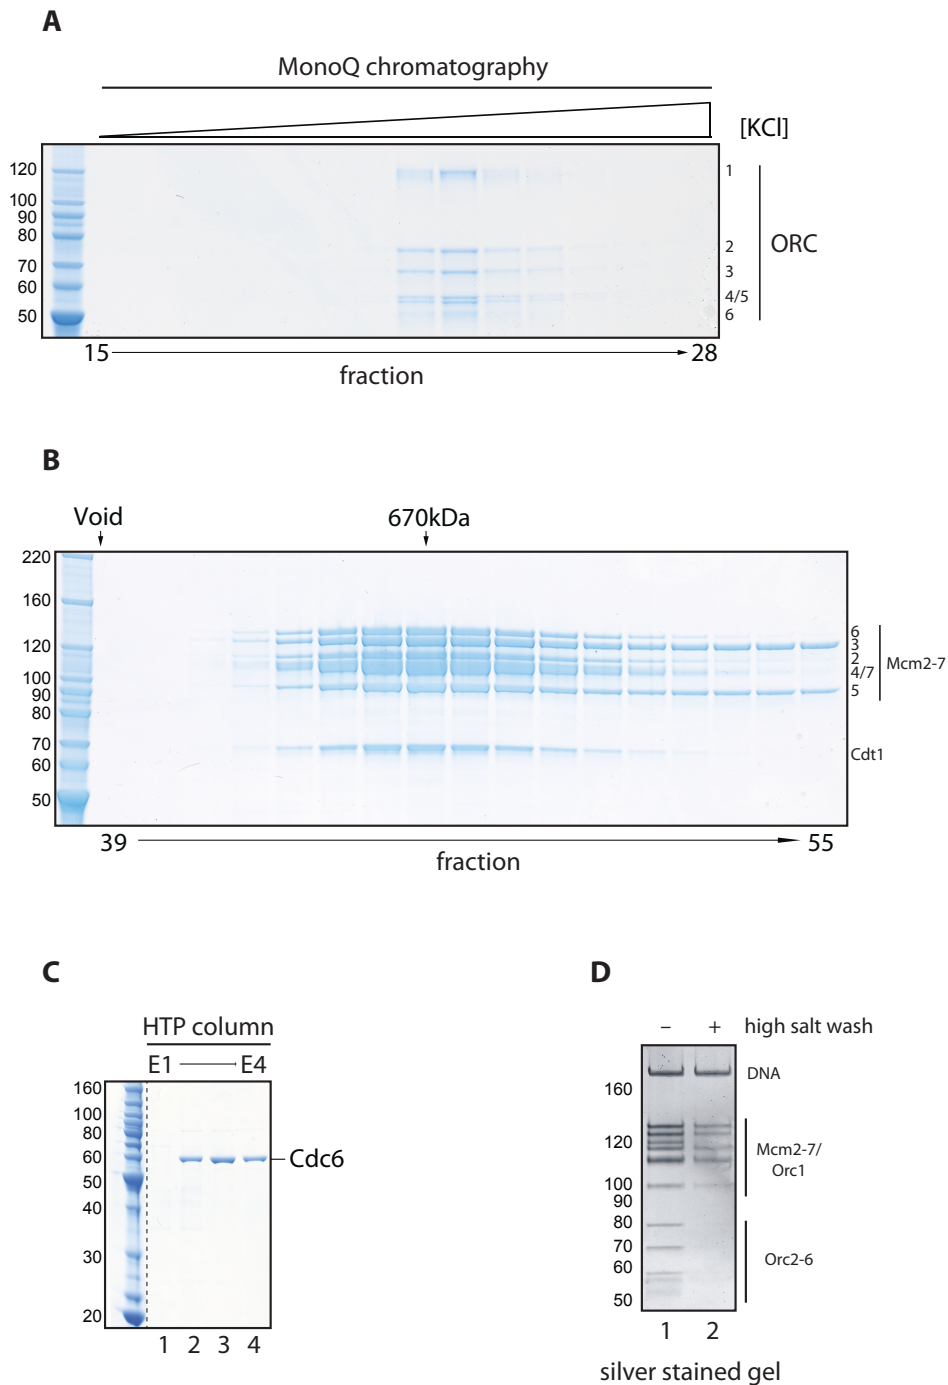 A
MonoQ chromatography
[KCl]
120
100
90
80
70
60
50
1
2
3
4/5
6
ORC
15
28
fraction
B
Void
670kDa
220
160
120
100
90
80
70
60
50
6
3
2
4/7
5
Mcm2-7
Cdt1
39
55
fraction
C
HTP column
E1
E4
160
100
80
60
50
40
30
20
Cdc6
1 2 3 4
D
– + high salt wash
160
120
100
90
80
70
60
50
DNA
Mcm2-7/
Orc1
Orc2-6
1 2
silver stained gel